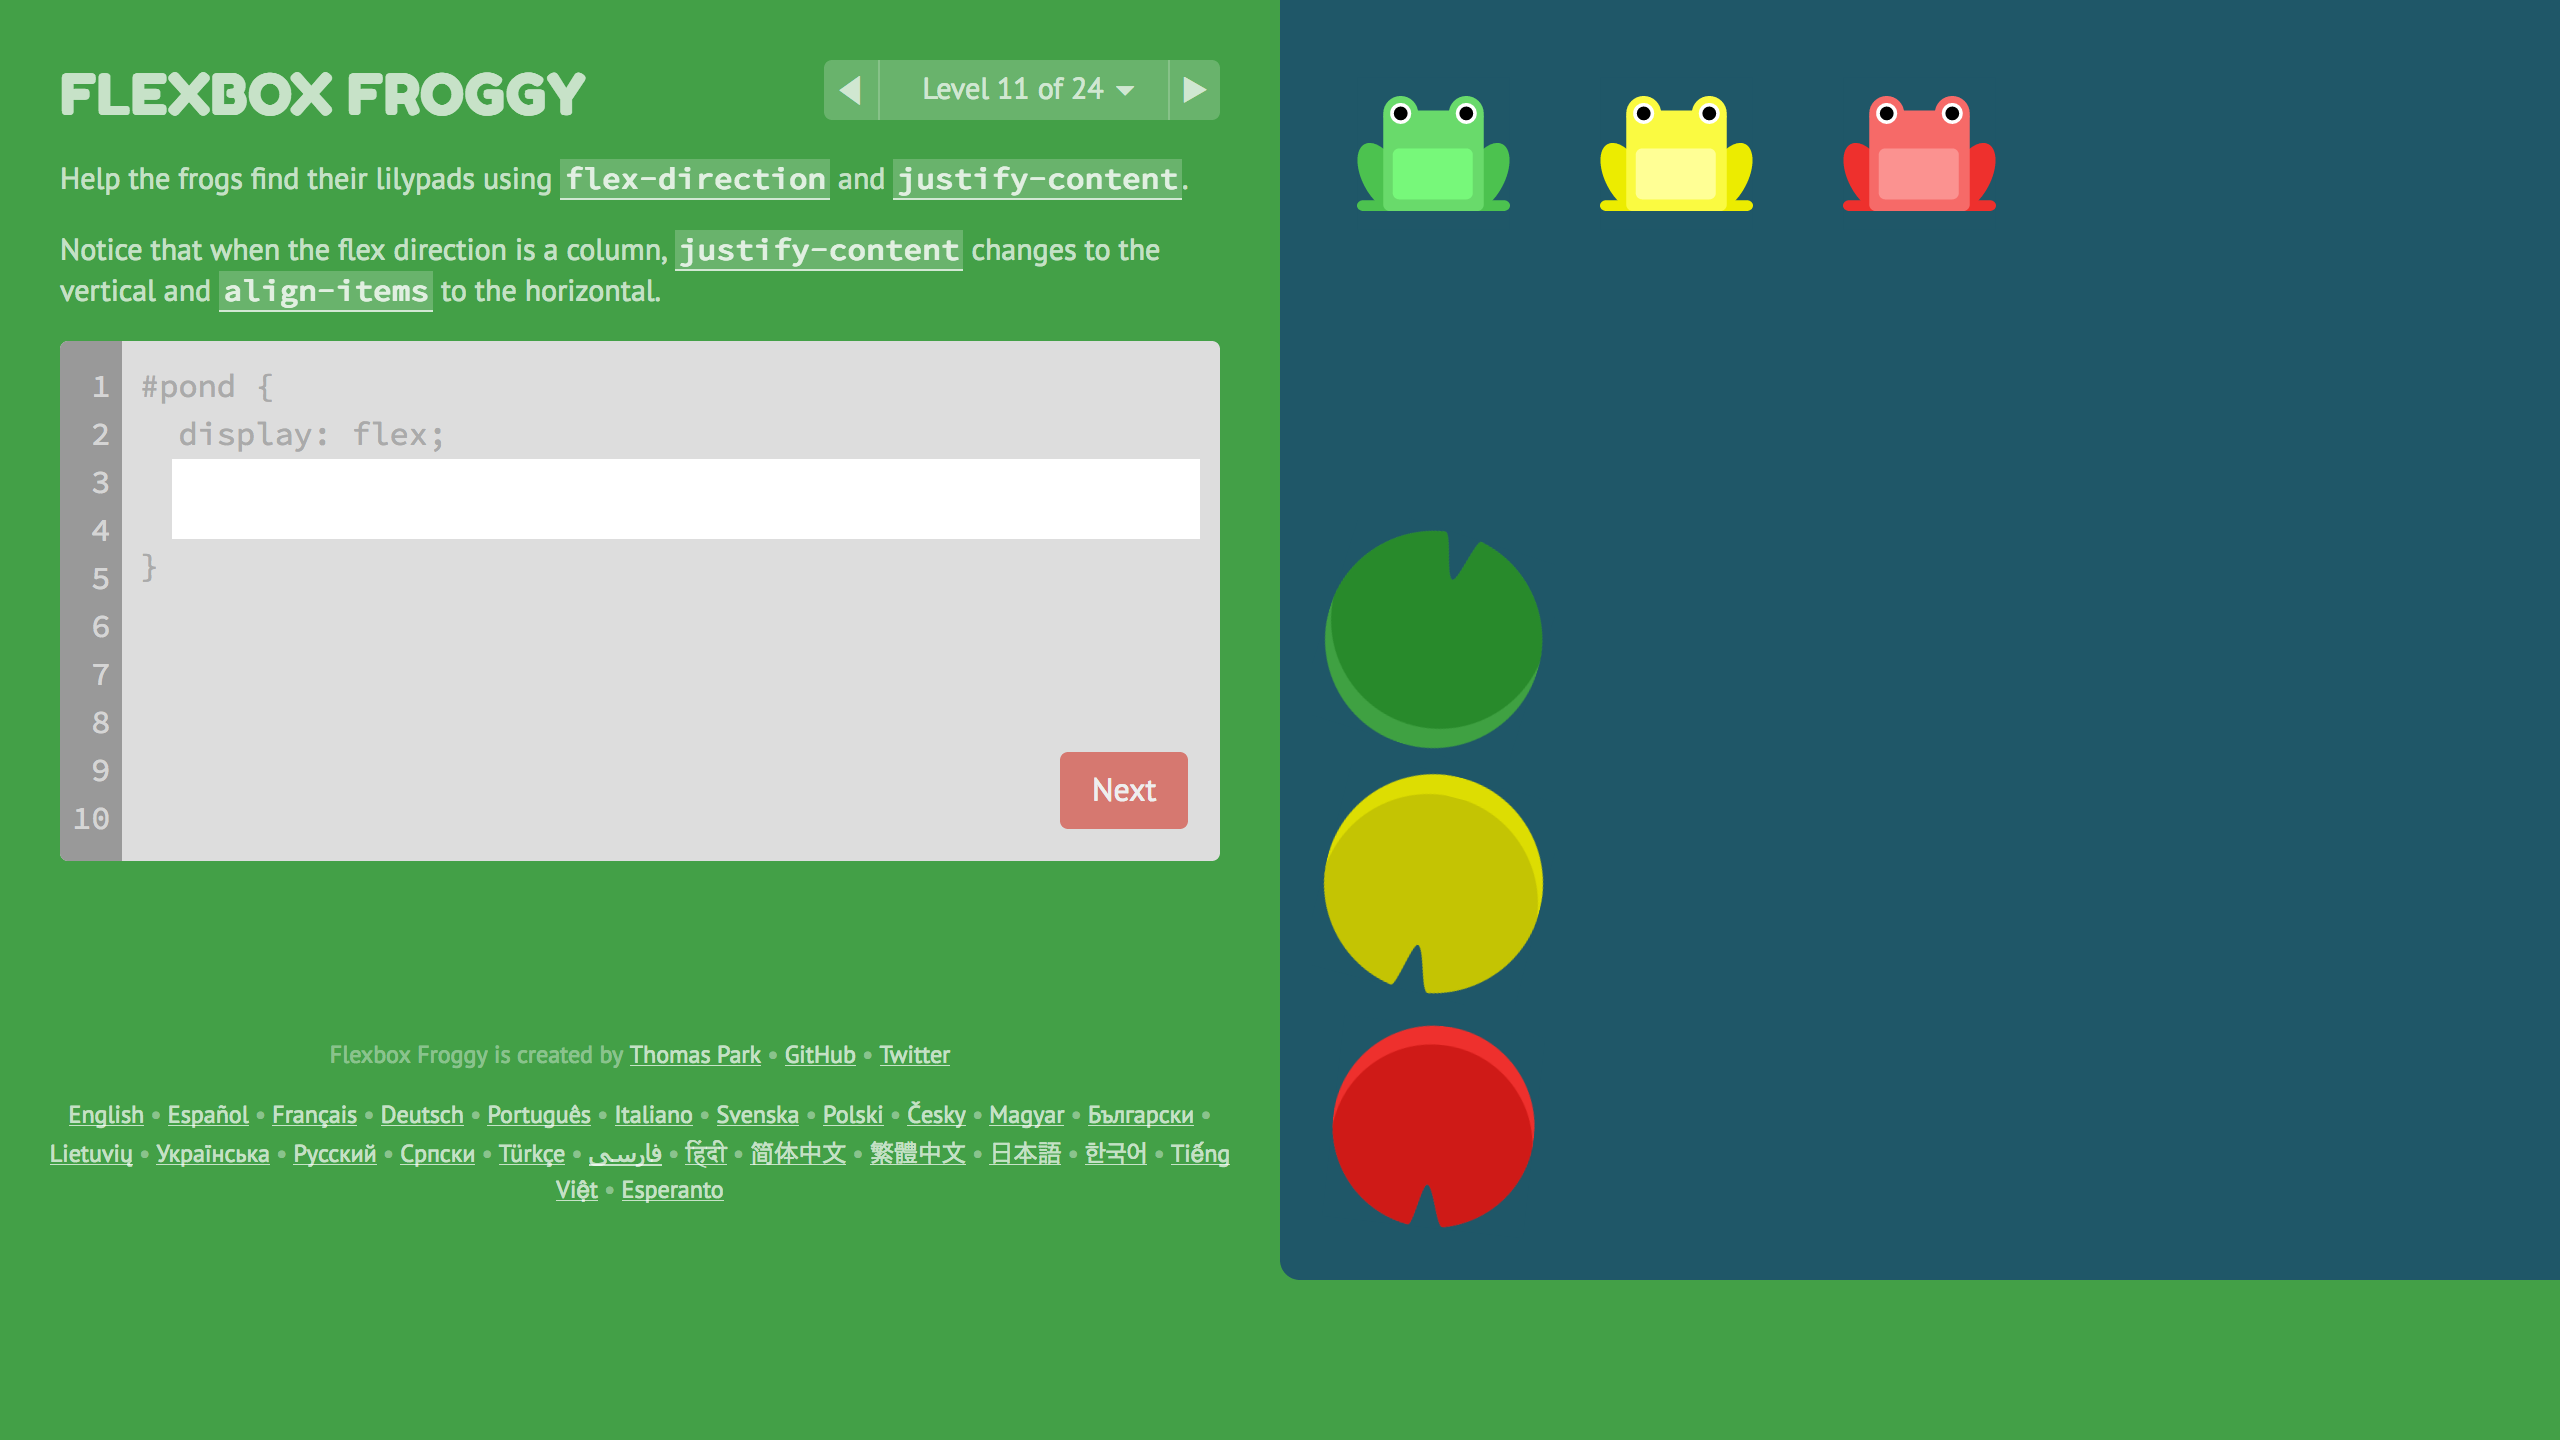 FLEXBOX FROGGY
Level 11 of 24
Help the frogs find their lilypads using flex-direction and justify-content.
Notice that when the flex direction is a column, justify-content changes to the
vertical and align-items to the horizontal.
1 #pond {
2 display: flex;
3
4
}
5
6
7
8
9
Next
10
Flexbox Froggy is created by Thomas Park • GitHub • Twitter
English • Español • Français • Deutsch • Português • Italiano • Svenska • Polski • Česky • Magyar • Български •
Lietuvių • Українська • Русский • Српски • Türkçe • فارسی • हिंदी • 简体中文 • 繁體中文 • 日本語 • 한국어 • Tiếng
Việt • Esperanto